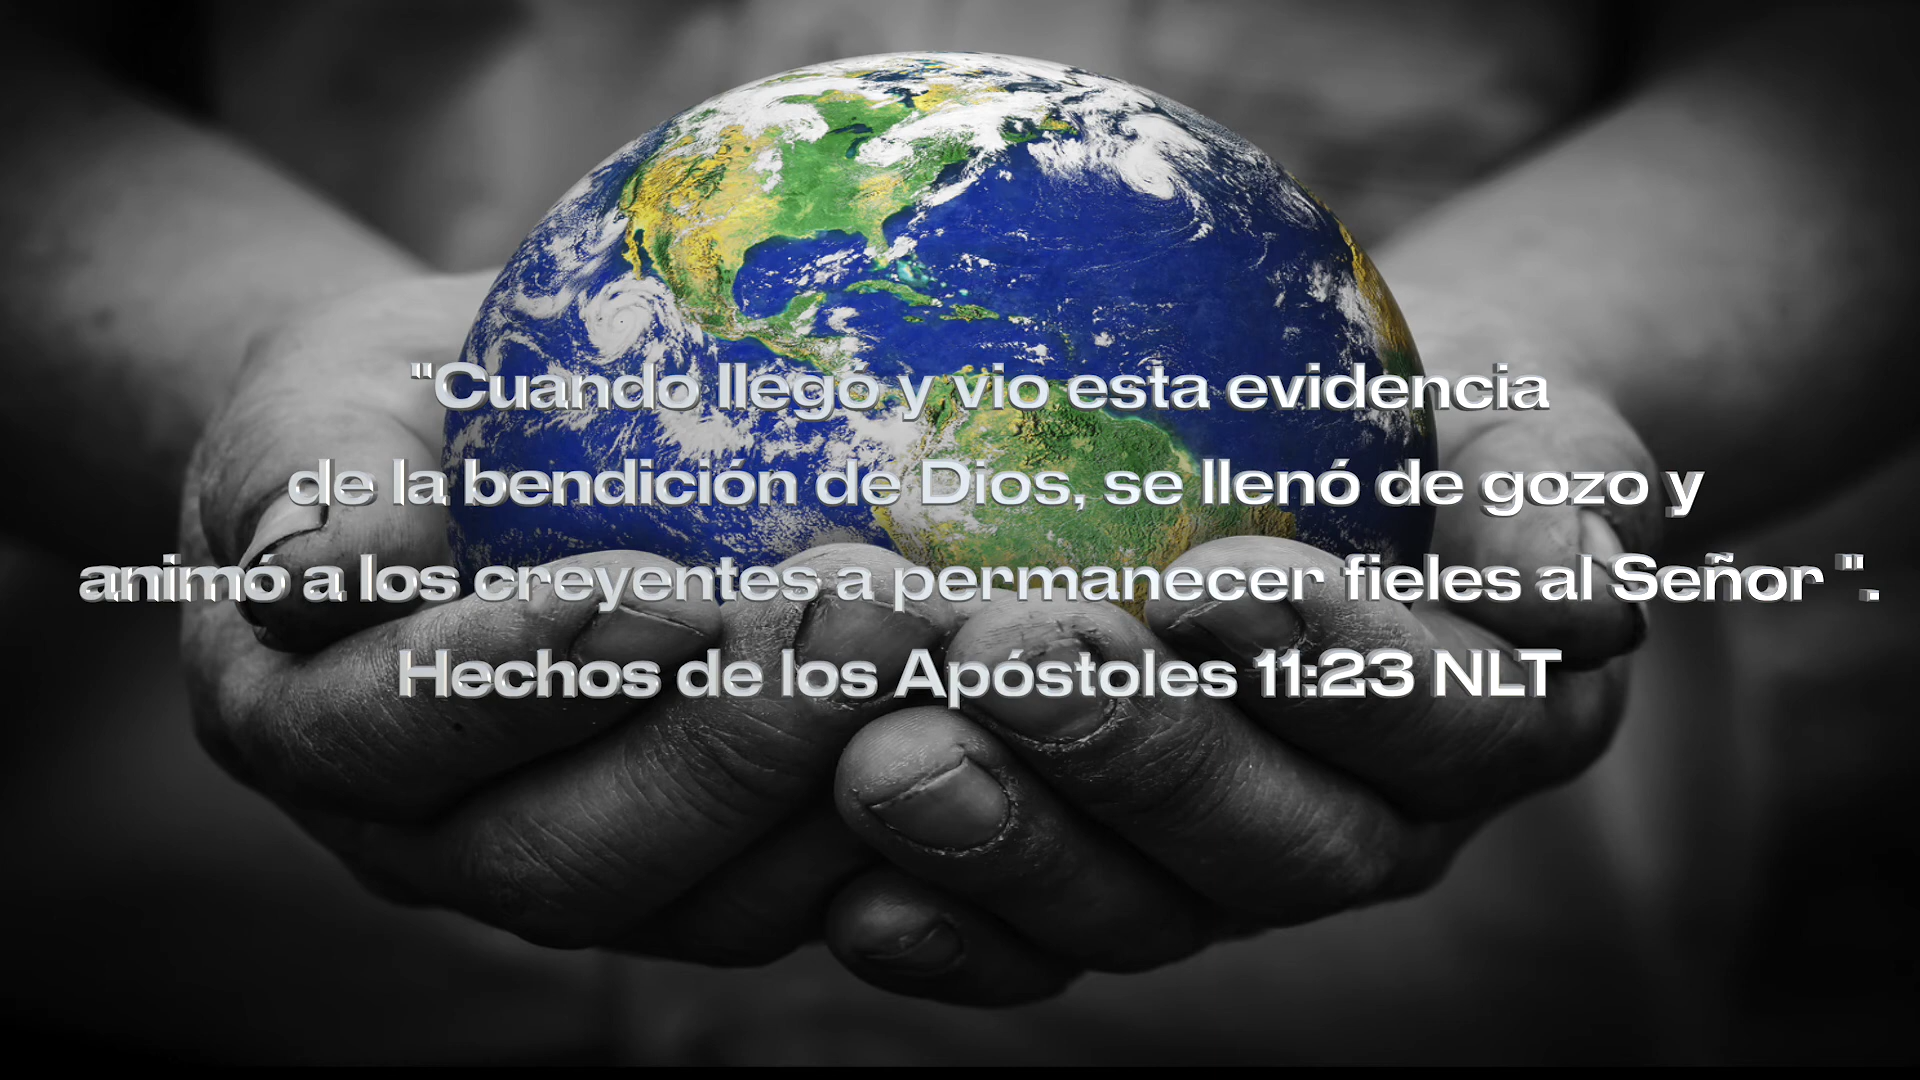 "Cuando llegó y vio esta evidencia
de la bendición de Dios, se llenó de gozo y
animó a los creyentes a permanecer fieles al Señor ".
Hechos de los Apóstoles 11:23 NLT